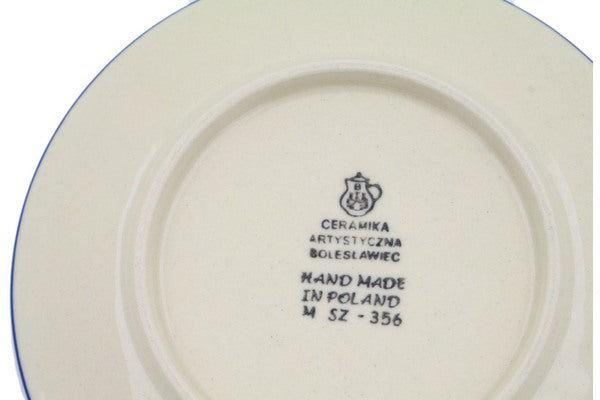 B
CERAMIKA
ARTYSTYCZNA
BOLESŁAWIEC
HAND MADE
IN POLAND
M SZ - 356